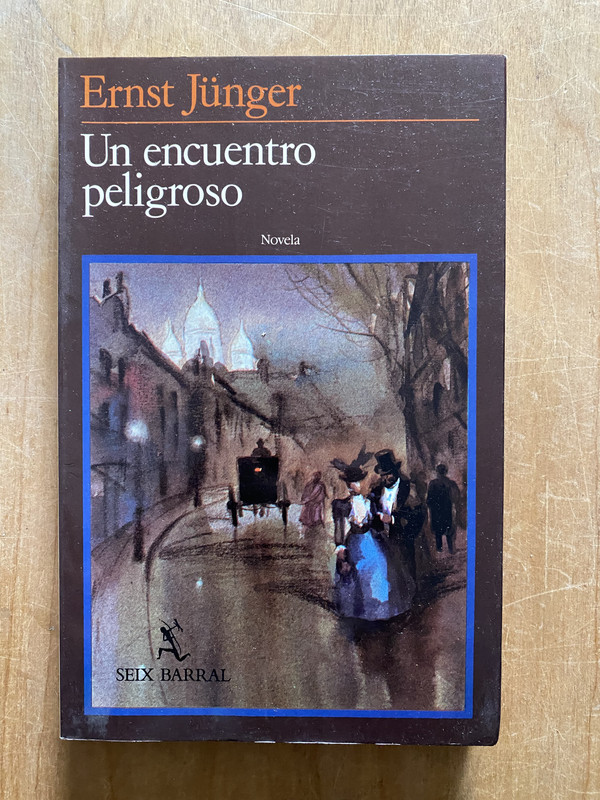 Ernst Jünger
Un encuentro
peligroso
Novela
SEIX BARRAL